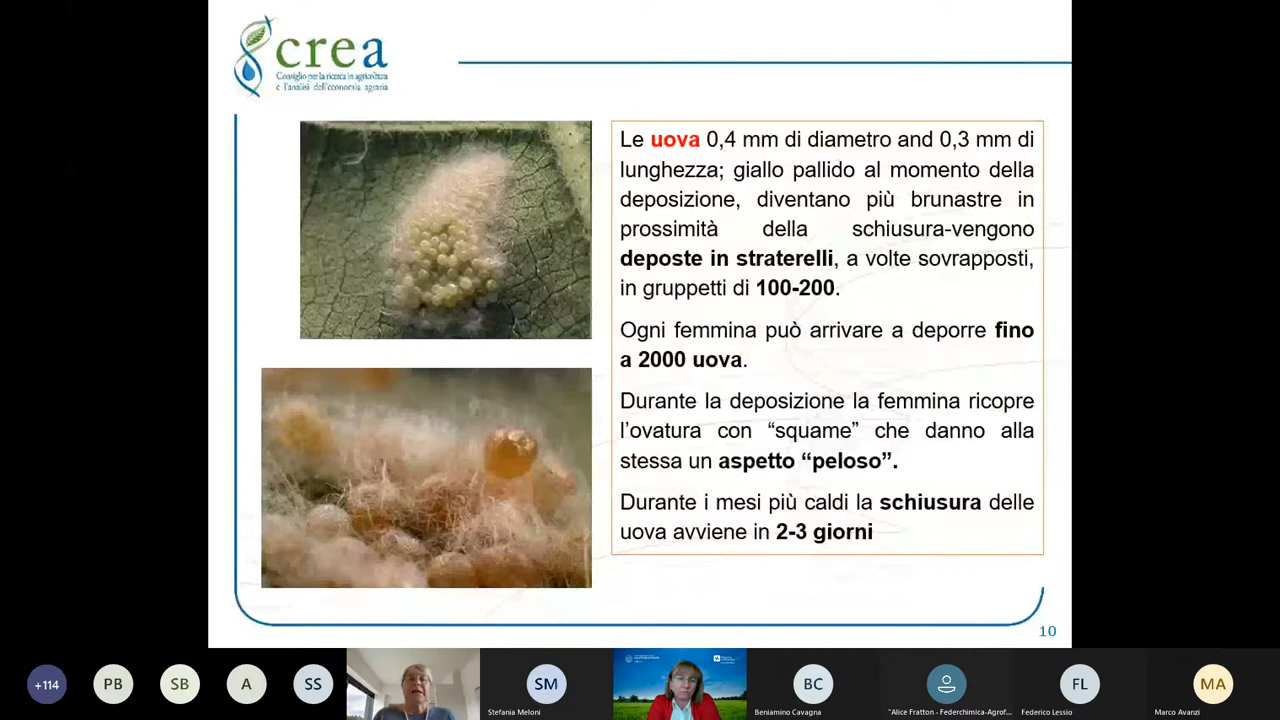 crea
Consiglio per la ricerca in agricoltura
e l'analisi dell'economia agraria
Le uova 0,4 mm di diametro and 0,3 mm di
lunghezza; giallo pallido al momento della
deposizione, diventano più brunastre in
prossimità della schiusura-vengono
deposte in straterelli, a volte sovrapposti,
in gruppetti di 100-200.
Ogni femmina può arrivare a deporre fino
a 2000 uova.
Durante la deposizione la femmina ricopre
l'ovatura con “squame” che danno alla
stessa un aspetto “peloso”.
Durante i mesi più caldi la schiusura delle
uova avviene in 2-3 giorni
10
+114
PB
SB
A
SS
SM
Stefania Meloni
BC
Beniamino Cavagna
"Alice Fratton - Federchimica-Agrof...
FL
Federico Lessio
MA
Marco Avanzi